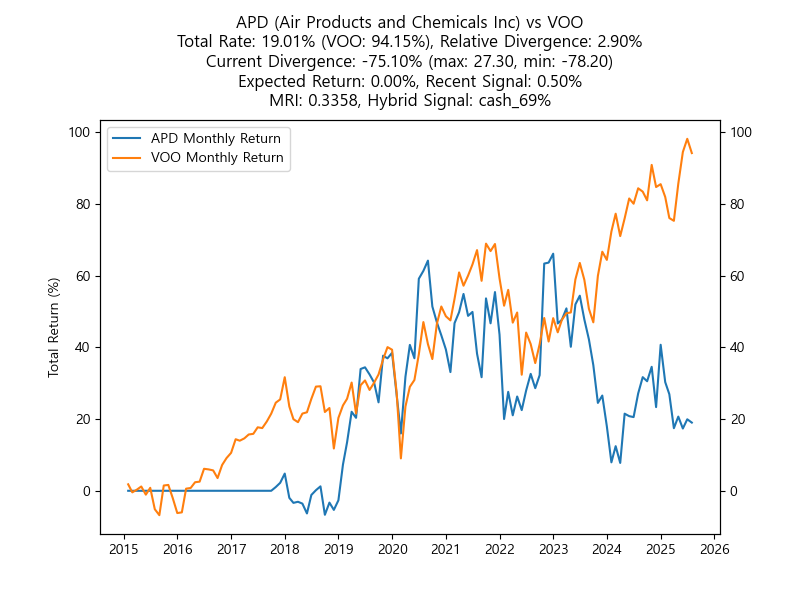 APD (Air Products and Chemicals Inc) vs VOO
Total Rate: 19.01% (VOO: 94.15%), Relative Divergence: 2.90%
Current Divergence: -75.10% (max: 27.30, min: -78.20)
Expected Return: 0.00%, Recent Signal: 0.50%
MRI: 0.3358, Hybrid Signal: cash_69%
APD Monthly Return
VOO Monthly Return
Total Return (%)
100
80
60
40
20
0
100
80
60
40
20
0
2015 2016 2017 2018 2019 2020 2021 2022 2023 2024 2025 2026